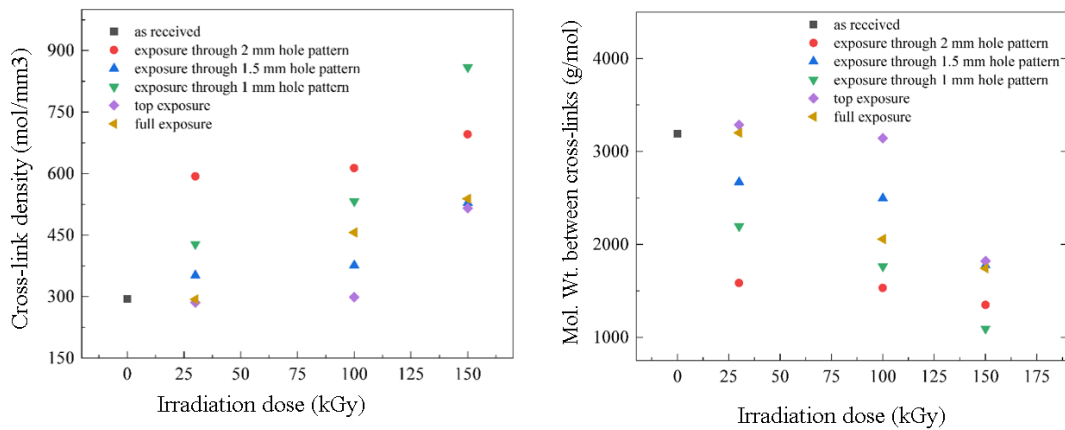 Cross-link density (mol/mm3)
900
750
600
450
300
150
as received
exposure through 2 mm hole pattern
exposure through 1.5 mm hole pattern
exposure through 1 mm hole pattern
top exposure
full exposure
0 25 50 75 100 125 150
Irradiation dose (kGy)
Mol. Wt. between cross-links (g/mol)
4000
3000
2000
1000
as received
exposure through 2 mm hole pattern
exposure through 1.5 mm hole pattern
exposure through 1 mm hole pattern
top exposure
full exposure
0 25 50 75 100 125 150 175
Irradiation dose (kGy)